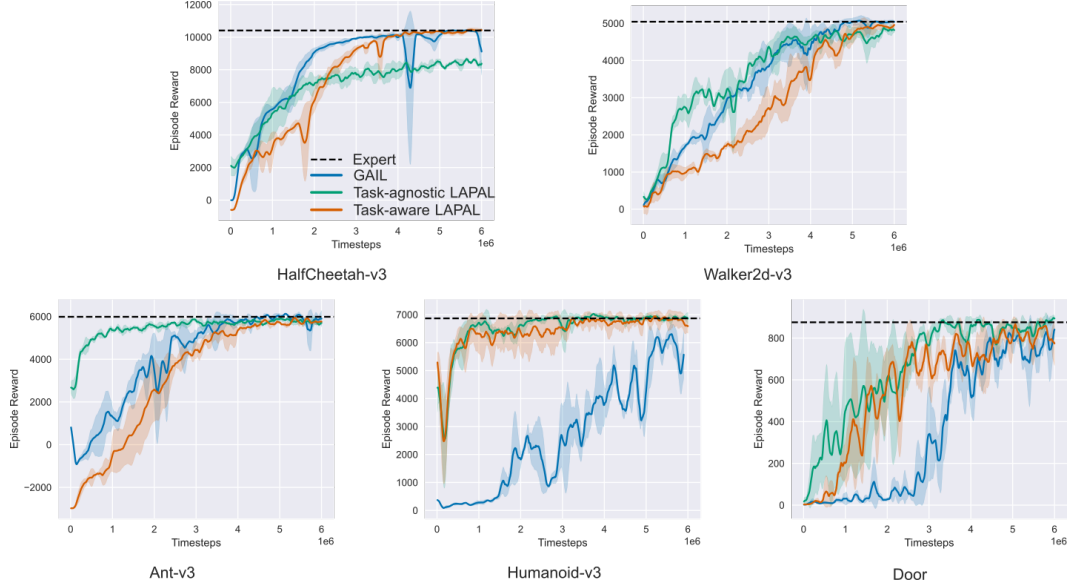 10000
8000
6000
4000
2000
0
Episode Reward
Expert
GAIL
Task-agnostic LAPAL
Task-aware LAPAL
0 1 2 3 4 5 6
Timesteps
1e6
HalfCheetah-v3
5000
4000
3000
2000
1000
0
Episode Reward
0 1 2 3 4 5 6
Timesteps
1e6
Walker2d-v3
6000
4000
2000
0
−2000
Episode Reward
0 1 2 3 4 5 6
Timesteps
1e6
Ant-v3
7000
6000
5000
4000
3000
2000
1000
0
Episode Reward
0 1 2 3 4 5 6
Timesteps
1e6
Humanoid-v3
800
600
400
200
0
Episode Reward
0 1 2 3 4 5 6
Timesteps
1e6
Door